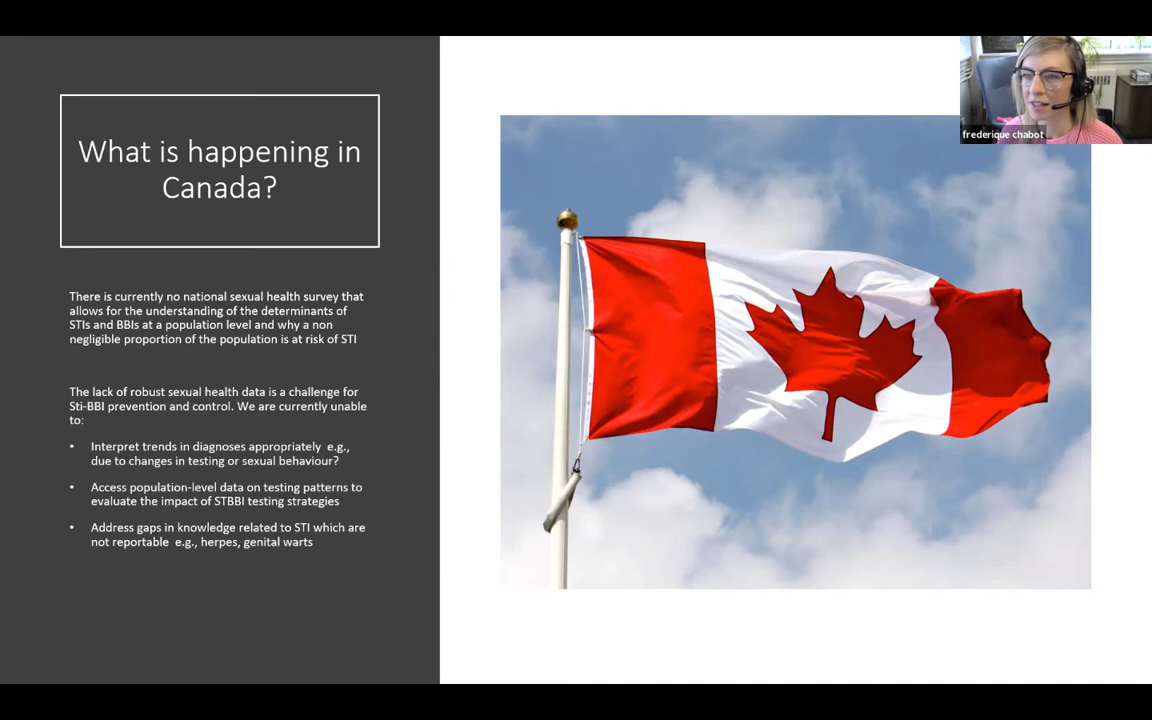 What is happening in
Canada?
frederique chabot
There is currently no national sexual health survey that
allows for the understanding of the determinants of
STIs and BBIs at a population level and why a non
negligible proportion of the population is at risk of STI
The lack of robust sexual health data is a challenge for
Sti-BBI prevention and control. We are currently unable
to:
• Interpret trends in diagnoses appropriately  e.g.,
due to changes in testing or sexual behaviour?
• Access population-level data on testing patterns to
evaluate the impact of STBBI testing strategies
• Address gaps in knowledge related to STI which are
not reportable  e.g., herpes, genital warts